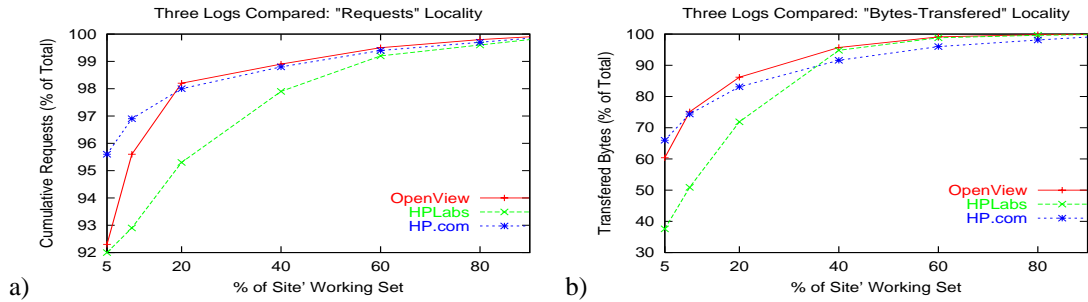 Three Logs Compared: "Requests" Locality
Cumulative Requests (% of Total)
100
99
98
97
96
95
94
93
92
5
20
40
60
80
% of Site' Working Set
OpenView
HPLabs
HP.com
a)
Three Logs Compared: "Bytes-Transfered" Locality
Transfered Bytes (% of Total)
100
90
80
70
60
50
40
30
5
20
40
60
80
% of Site' Working Set
OpenView
HPLabs
HP.com
b)